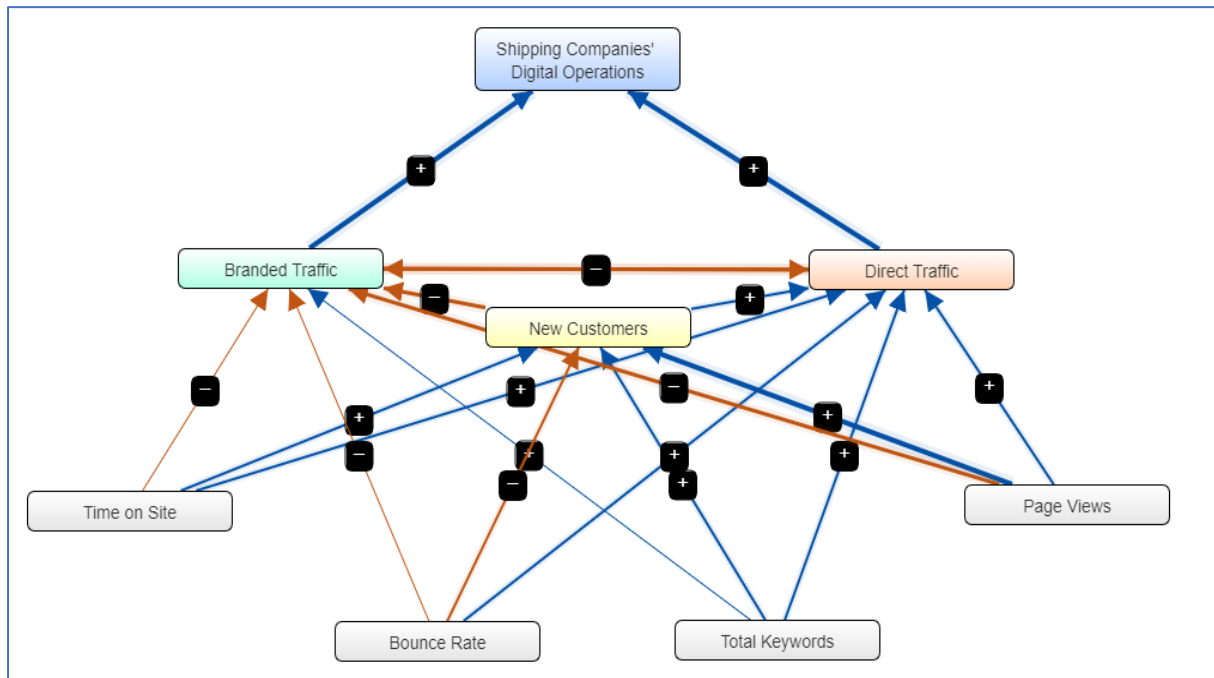 Shipping Companies'
Digital Operations
+
+
Branded Traffic
−
Direct Traffic
−
+
New Customers
−
+
−
+
+
+
−
+
+
+
−
+
Time on Site
Page Views
Bounce Rate
Total Keywords